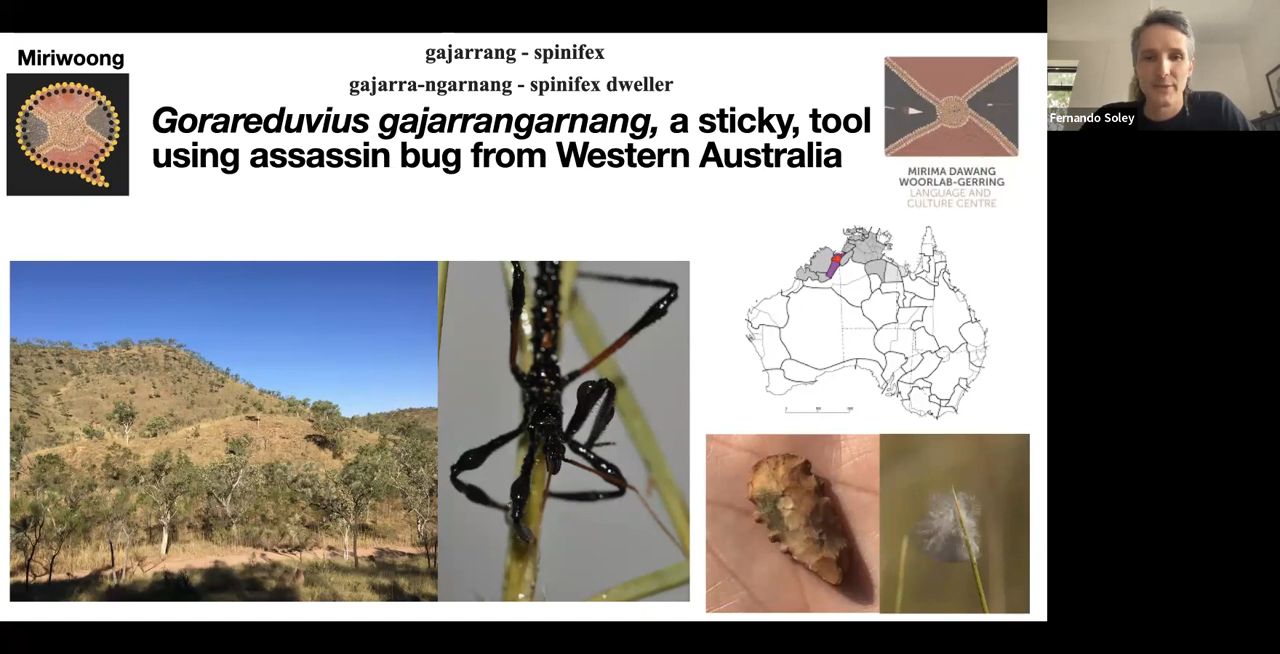 Miriwoong
gajarrang - spinifex
gajarra-ngarnang - spinifex dweller
Gorareduvius gajarrangarnang, a sticky, tool
using assassin bug from Western Australia
MIRIMA DAWANG
WOORLAB-GERRING
LANGUAGE AND
CULTURE CENTRE
Fernando Soley